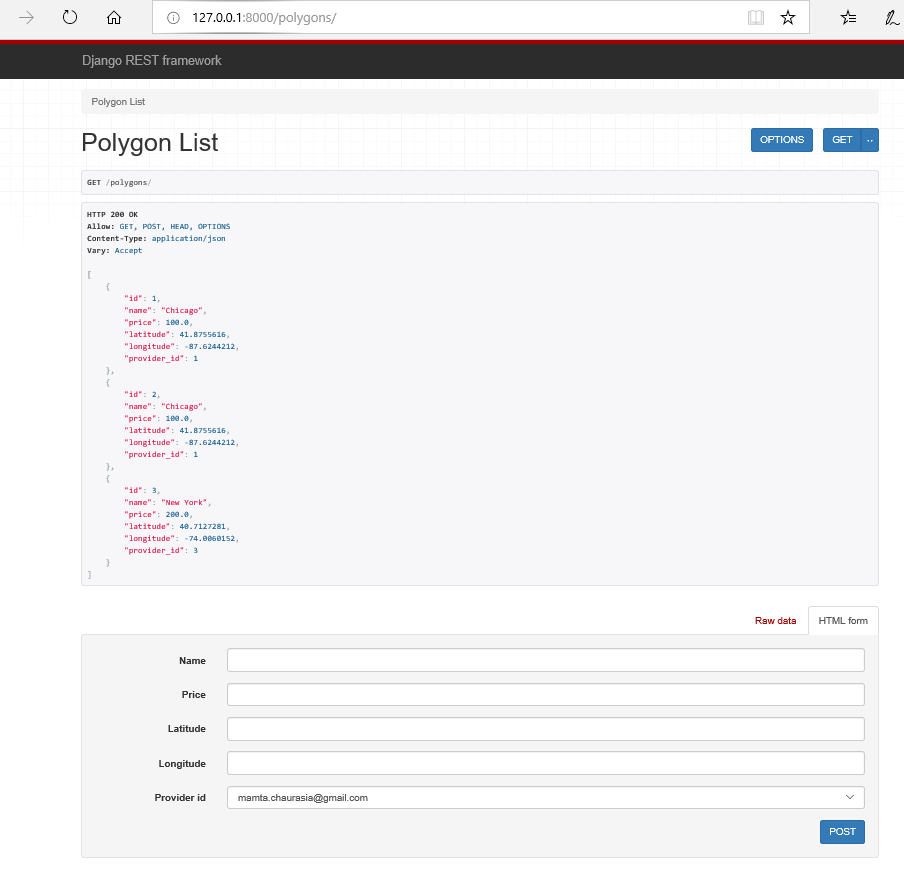 127.0.0.1:8000/polygons/
Django REST framework
Polygon List
Polygon List
OPTIONS
GET
GET /polygons/
HTTP 200 OK
Allow: GET, POST, HEAD, OPTIONS
Content-Type: application/json
Vary: Accept
[
{
"id": 1,
"name": "Chicago",
"price": 100.0,
"latitude": 41.8755616,
"longitude": -87.6244212,
"provider_id": 1
},
{
"id": 2,
"name": "Chicago",
"price": 100.0,
"latitude": 41.8755616,
"longitude": -87.6244212,
"provider_id": 1
},
{
"id": 3,
"name": "New York",
"price": 200.0,
"latitude": 40.7127281,
"longitude": -74.0060152,
"provider_id": 3
}
]
Raw data
HTML form
Name
Price
Latitude
Longitude
Provider id mamta.chaurasia@gmail.com
POST